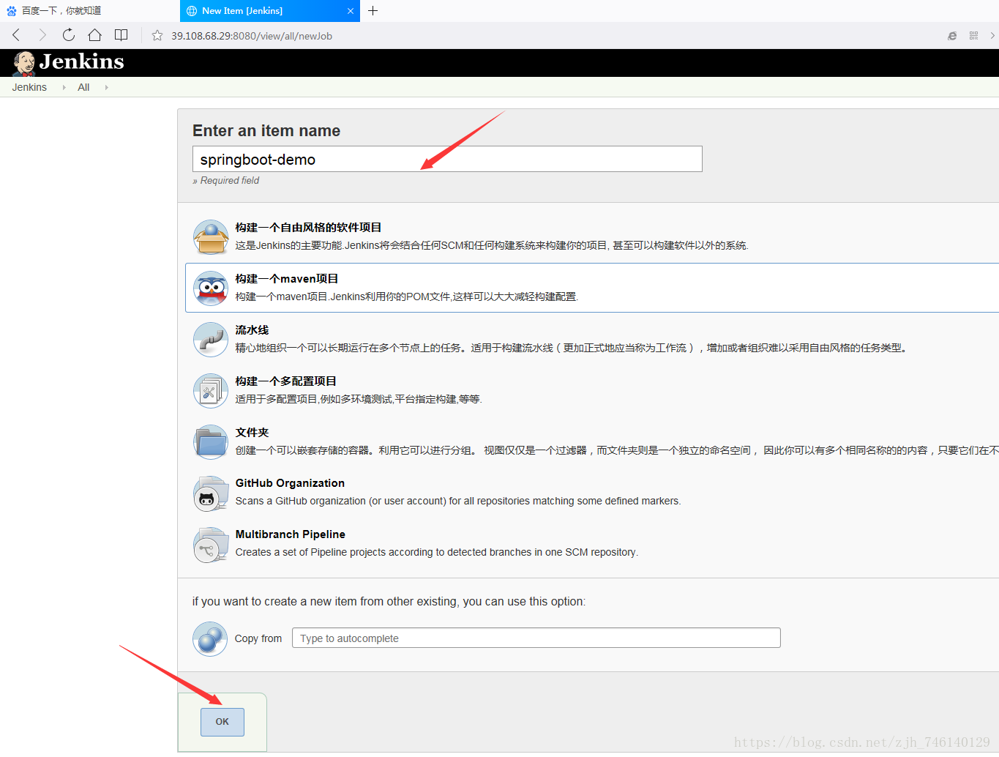 百度一下，你就知道
New Item [Jenkins]
39.108.68.29:8080/view/all/newJob
Jenkins
Jenkins
All
Enter an item name
springboot-demo
» Required field
构建一个自由风格的软件项目
这是Jenkins的主要功能.Jenkins将会结合任何SCM和任何构建系统来构建你的项目, 甚至可以构建软件以外的系统.
构建一个maven项目
构建一个maven项目.Jenkins利用你的POM文件,这样可以大大减轻构建配置.
流水线
精心地组织一个可以长期运行在多个节点上的任务。适用于构建流水线（更加正式地应当称为工作流），增加或者组织难以采用自由风格的任务类型。
构建一个多配置项目
适用于多配置项目,例如多环境测试,平台指定构建,等等.
文件夹
创建一个可以嵌套存储的容器。利用它可以进行分组。 视图仅仅是一个过滤器，而文件夹则是一个独立的命名空间， 因此你可以有多个相同名称的的内容，只要它们在不
GitHub Organization
Scans a GitHub organization (or user account) for all repositories matching some defined markers.
Multibranch Pipeline
Creates a set of Pipeline projects according to detected branches in one SCM repository.
if you want to create a new item from other existing, you can use this option:
Copy from
Type to autocomplete
OK
https://blog.csdn.net/zjh_746140129